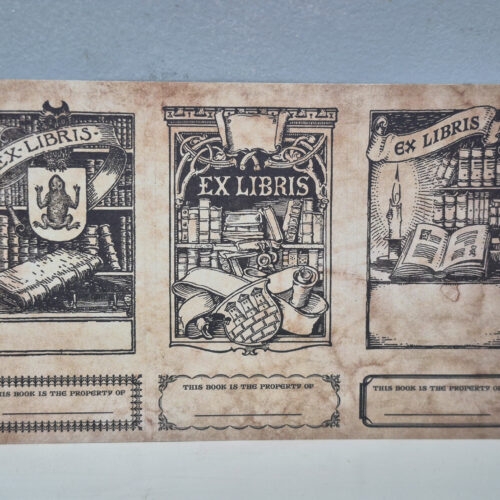 EX · LIBRIS ·
EX LIBRIS
EX LIBRIS
THIS BOOK IS THE PROPERTY OF
THIS BOOK IS THE PROPERTY OF
THIS BOOK IS THE PROPERTY OF